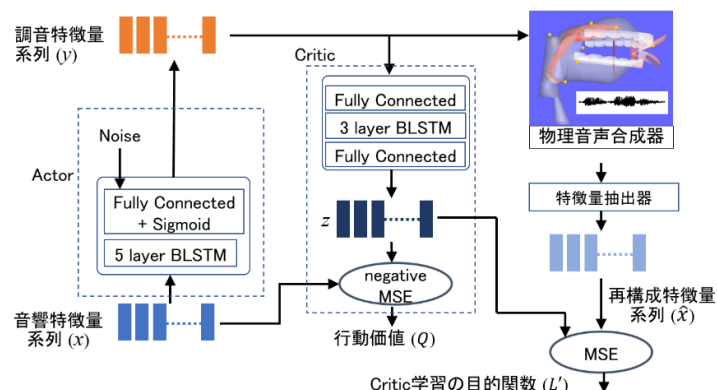 調音特徴量
系列 (y)
Critic
Fully Connected
3 layer BLSTM
Fully Connected
物理音声合成器
Noise
Actor
Fully Connected
+ Sigmoid
5 layer BLSTM
特徴量抽出器
z
negative
MSE
再構成特徴量
系列 (x̂)
音響特徴量
系列 (x)
行動価値 (Q)
MSE
Critic学習の目的関数 (L′)